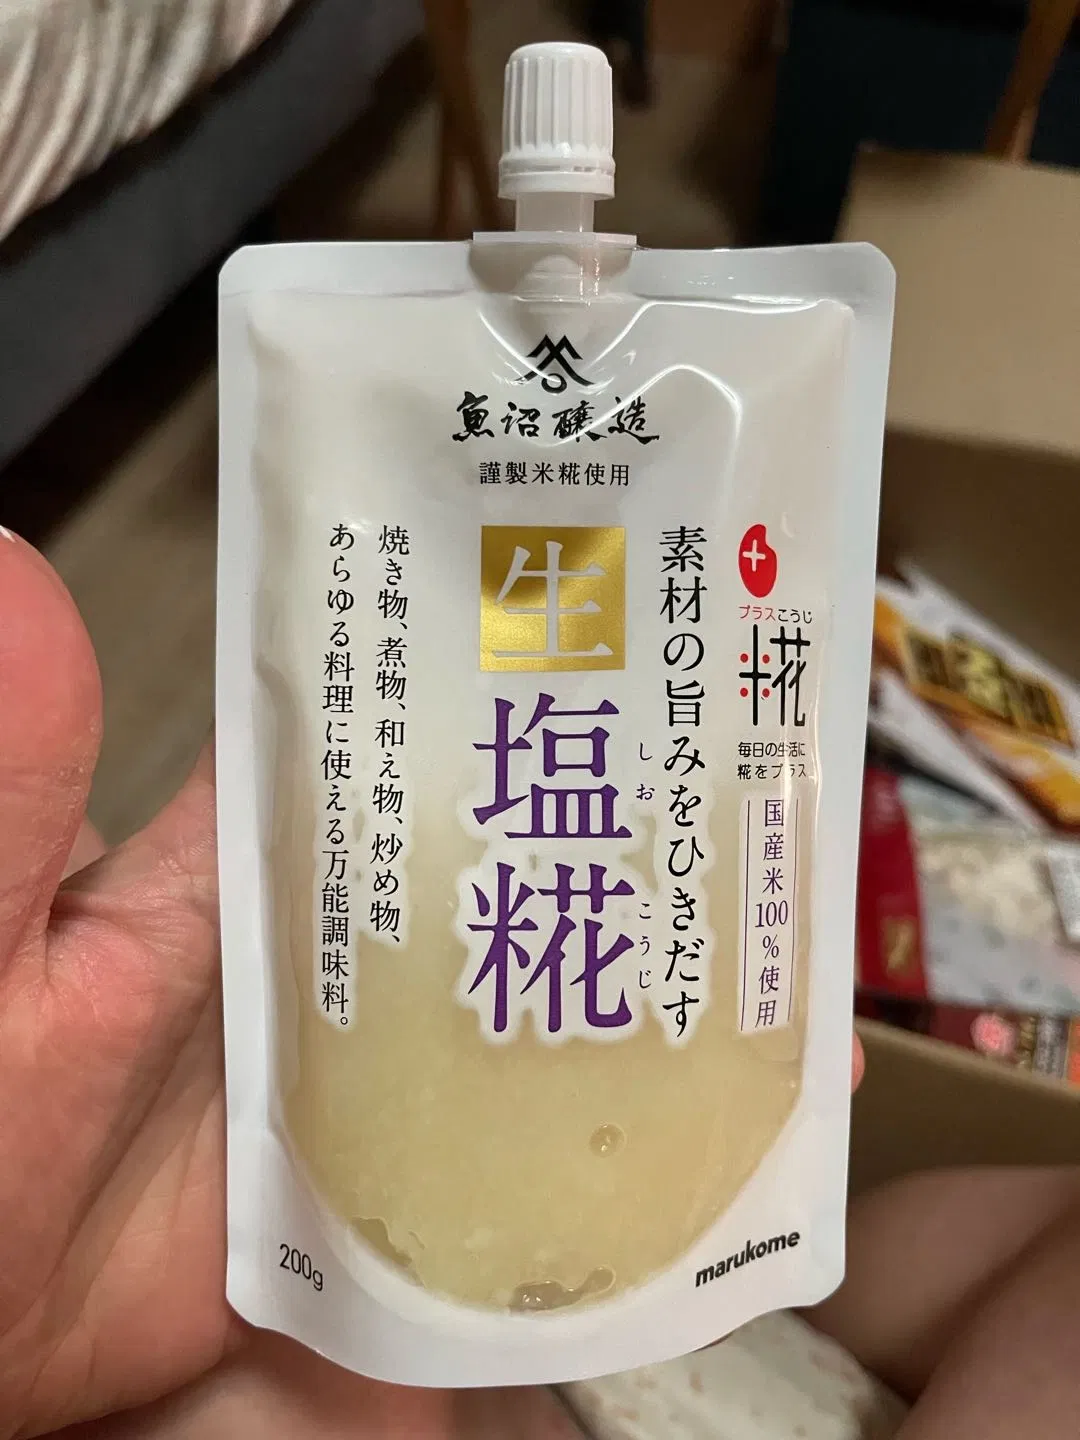 魚沼醸造
謹製米糀使用
プラスこうじ
糀
毎日の生活に
糀をプラス
国産米100%使用
素材の旨みをひきだす
生
塩糀
しお
こうじ
焼き物、煮物、和え物、炒め物、
あらゆる料理に使える万能調味料。
200g
marukome